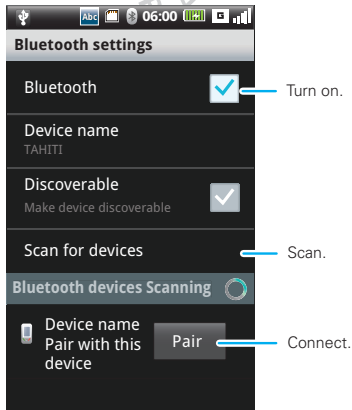 Abc 06:00
Bluetooth settings
Bluetooth
Turn on.
Device name
TAHITI
Discoverable
Make device discoverable
Scan for devices
Scan.
Bluetooth devices Scanning
Device name
Pair with this
device
Pair
Connect.